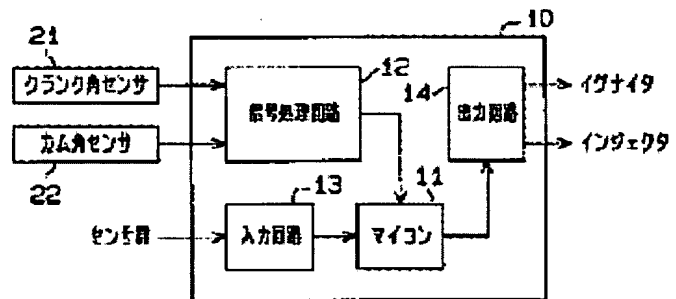 10
21
クランク角センサ
12
信号処理回路
14
出力回路
イグナイタ
インジェクタ
カム角センサ
22
13
11
センサ群
入力回路
マイコン